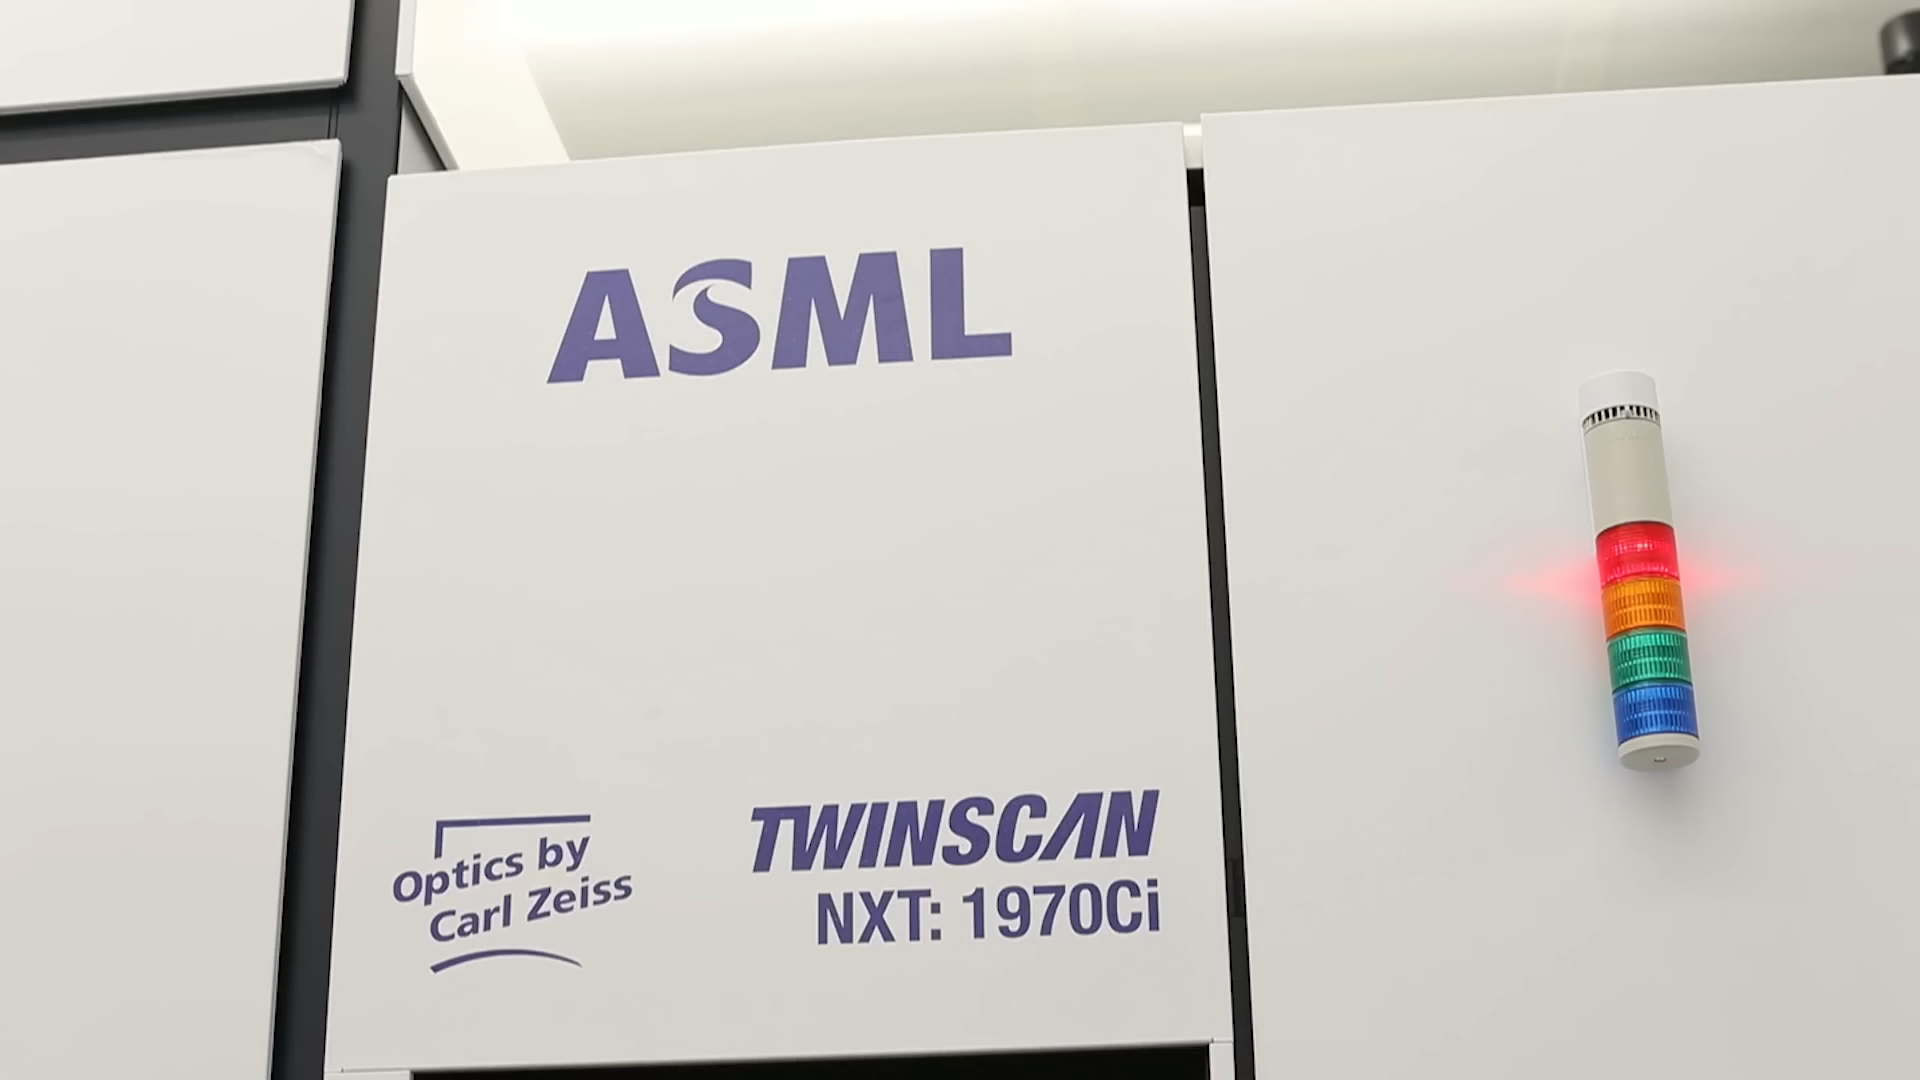 ASML
Optics by
Carl Zeiss
TWINSCAN
NXT: 1970Ci